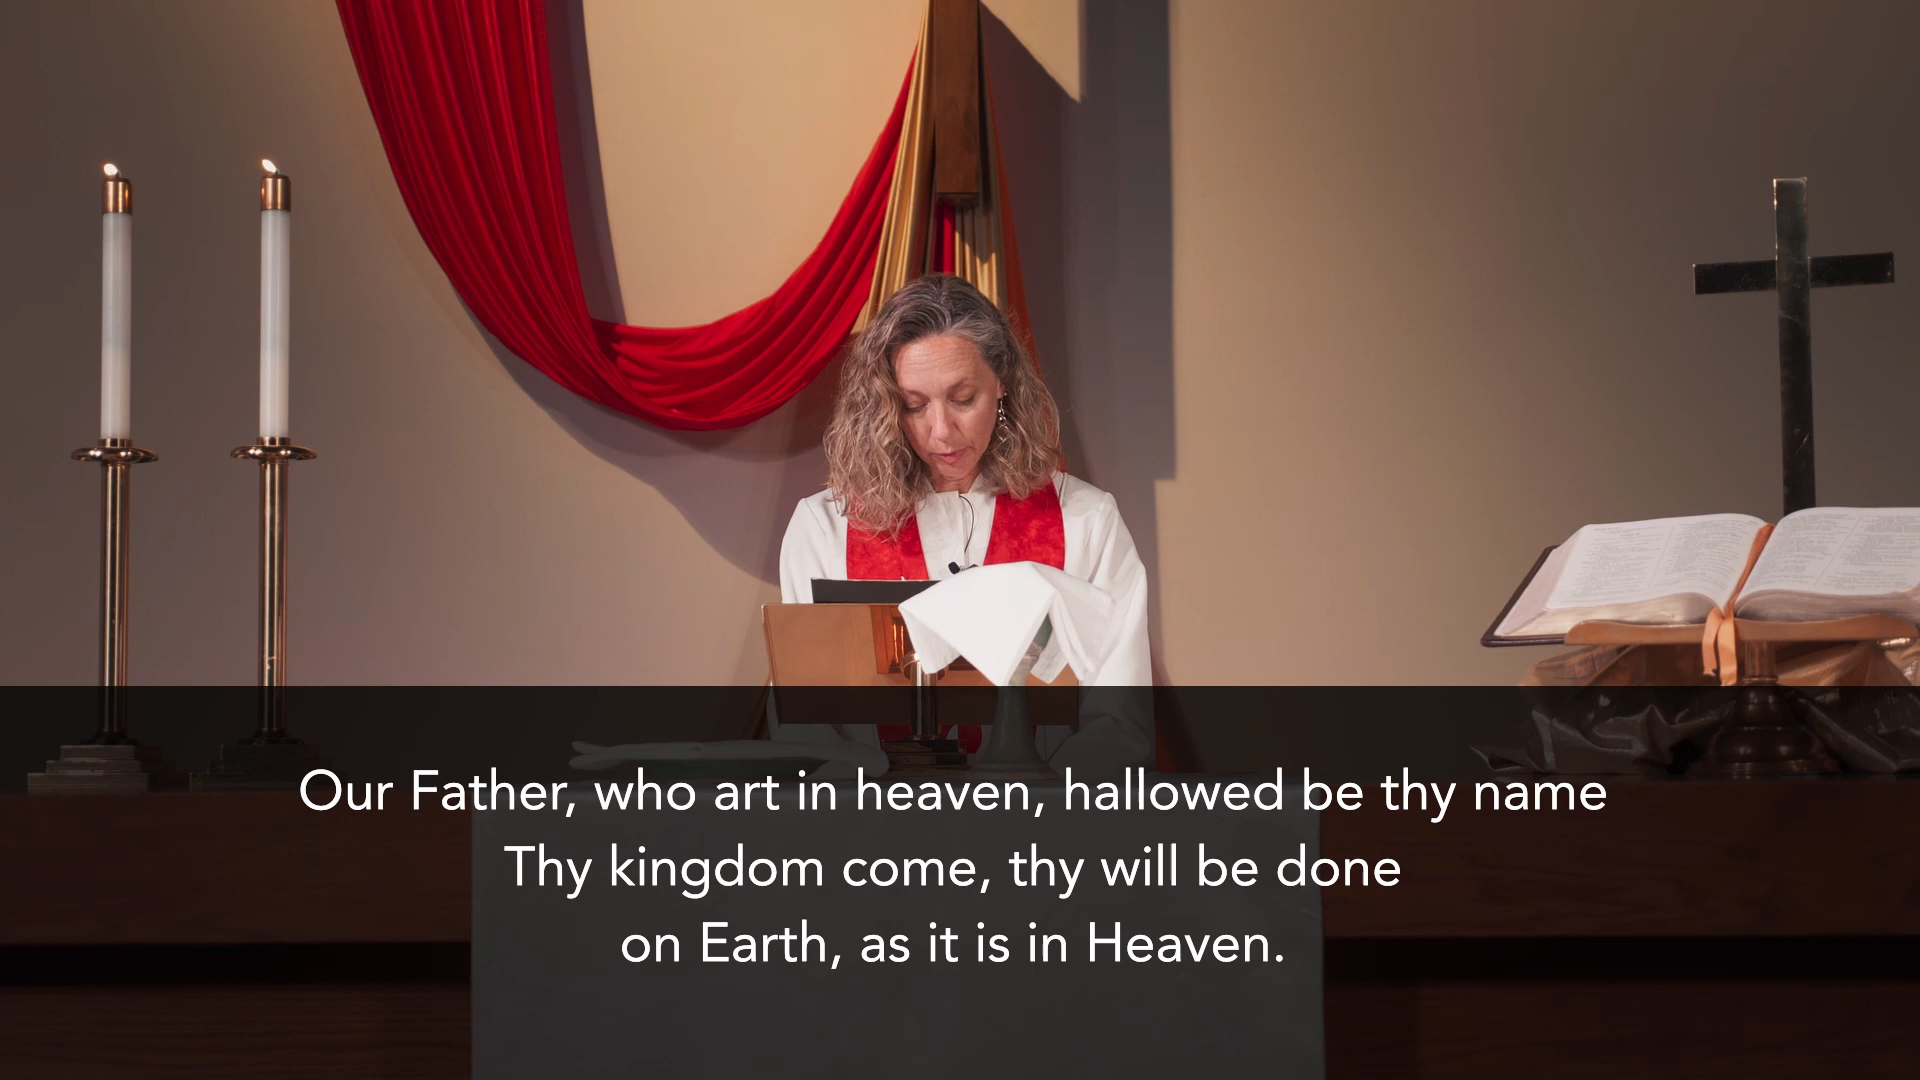 Our Father, who art in heaven, hallowed be thy name
Thy kingdom come, thy will be done
on Earth, as it is in Heaven.